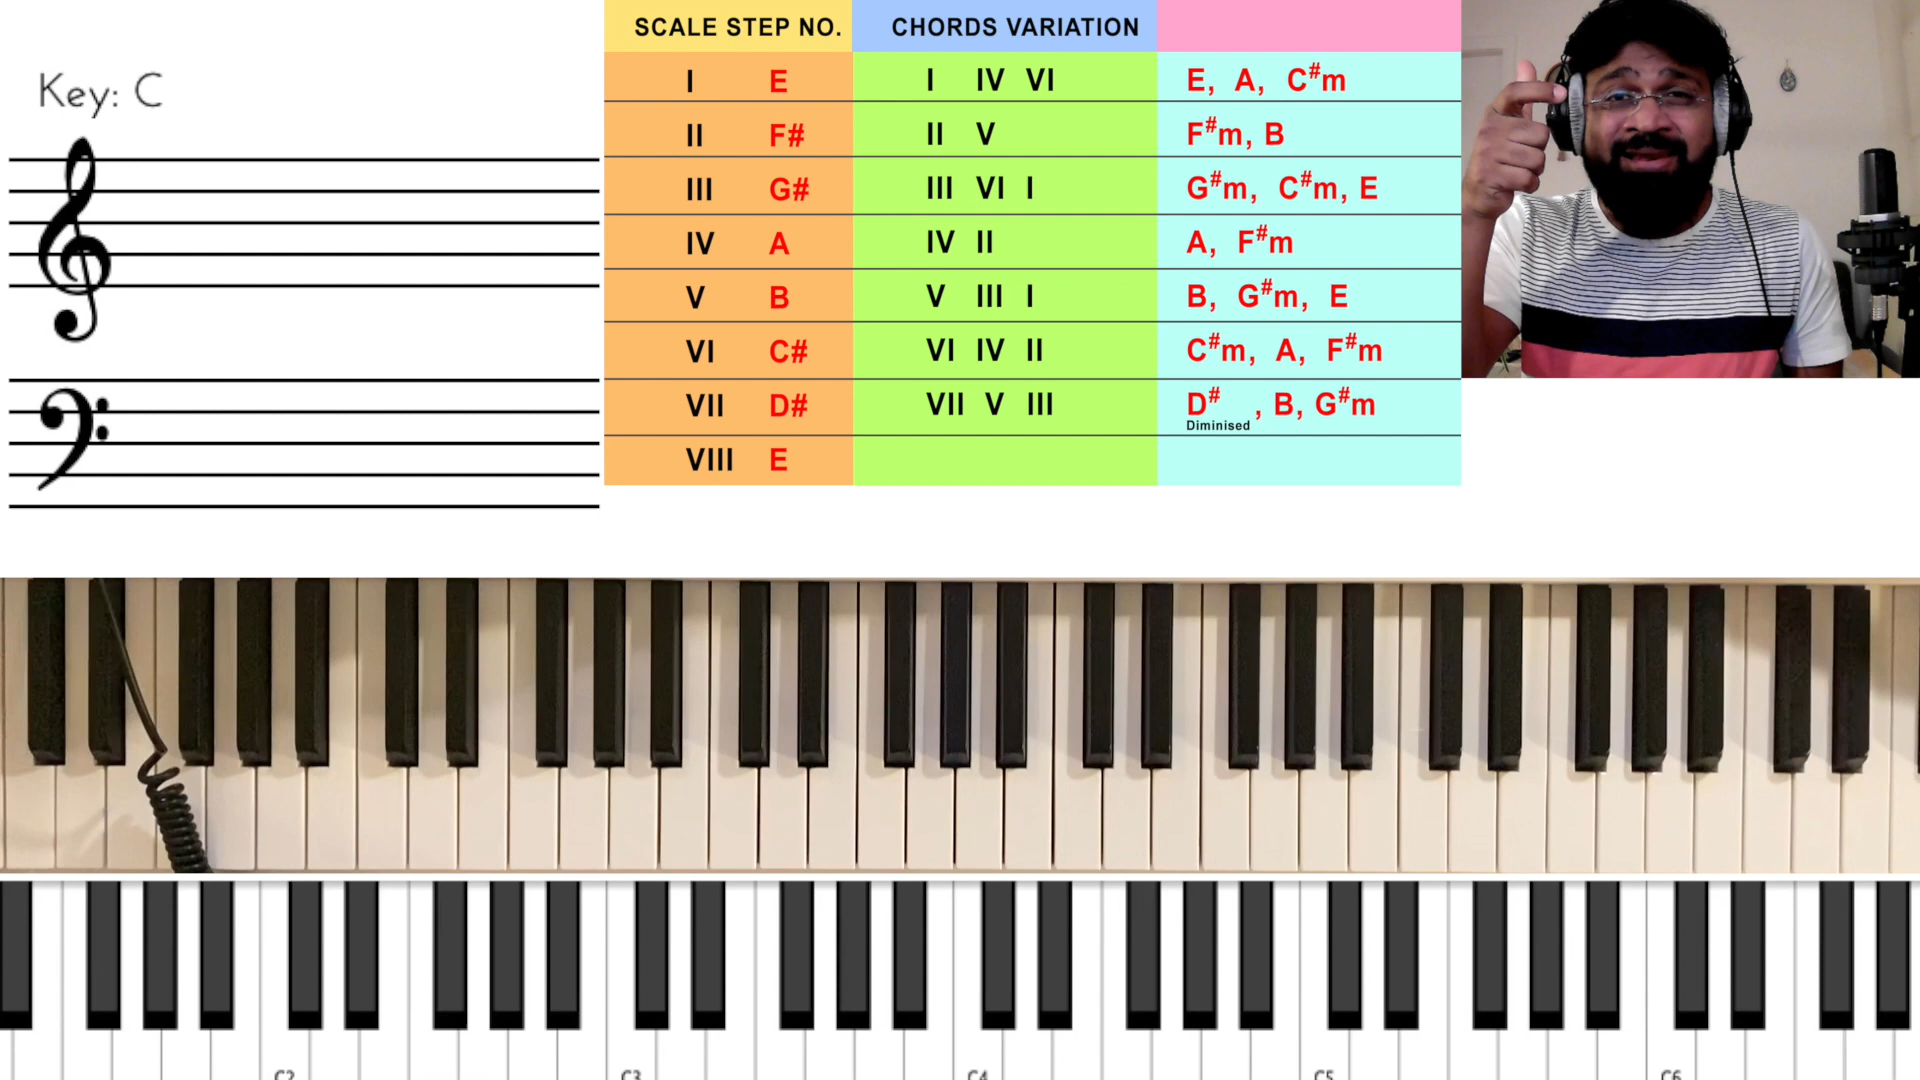 Key: C
SCALE STEP NO. CHORDS VARIATION
I E I IV VI E, A, C#m
II F# II V F#m, B
III G# III VI I G#m, C#m, E
IV A IV II A, F#m
V B V III I B, G#m, E
VI C# VI IV II C#m, A, F#m
VII D# VII V III D# , B, G#m
Diminised
VIII E
C2 C3 C4 C5 C6